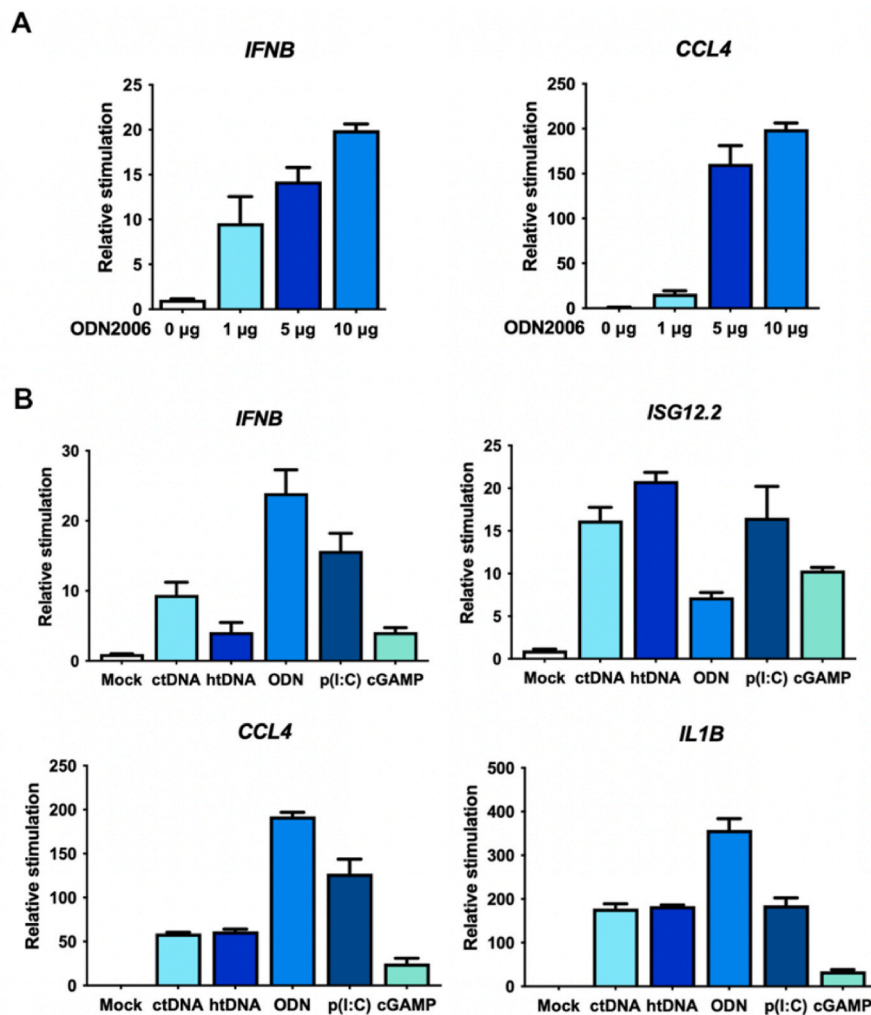 A
IFNB
CCL4
Relative stimulation
25
20
15
10
5
0
ODN2006 0 µg 1 µg 5 µg 10 µg
Relative stimulation
250
200
150
100
50
0
ODN2006 0 µg 1 µg 5 µg 10 µg
B
IFNB
Relative stimulation
30
20
10
0
Mock ctDNA htDNA ODN p(I:C) cGAMP
ISG12.2
Relative stimulation
25
20
15
10
5
0
Mock ctDNA htDNA ODN p(I:C) cGAMP
CCL4
Relative stimulation
250
200
150
100
50
0
Mock ctDNA htDNA ODN p(I:C) cGAMP
IL1B
Relative stimulation
500
400
300
200
100
0
Mock ctDNA htDNA ODN p(I:C) cGAMP